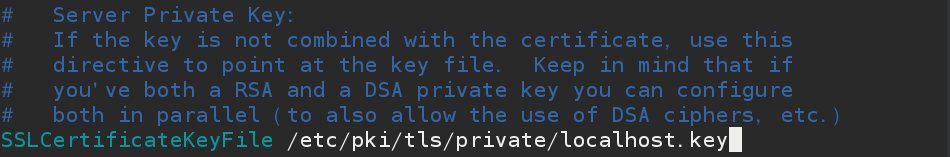 #   Server Private Key:
#   If the key is not combined with the certificate, use this
#   directive to point at the key file.  Keep in mind that if
#   you've both a RSA and a DSA private key you can configure
#   both in parallel (to also allow the use of DSA ciphers, etc.)
SSLCertificateKeyFile /etc/pki/tls/private/localhost.key